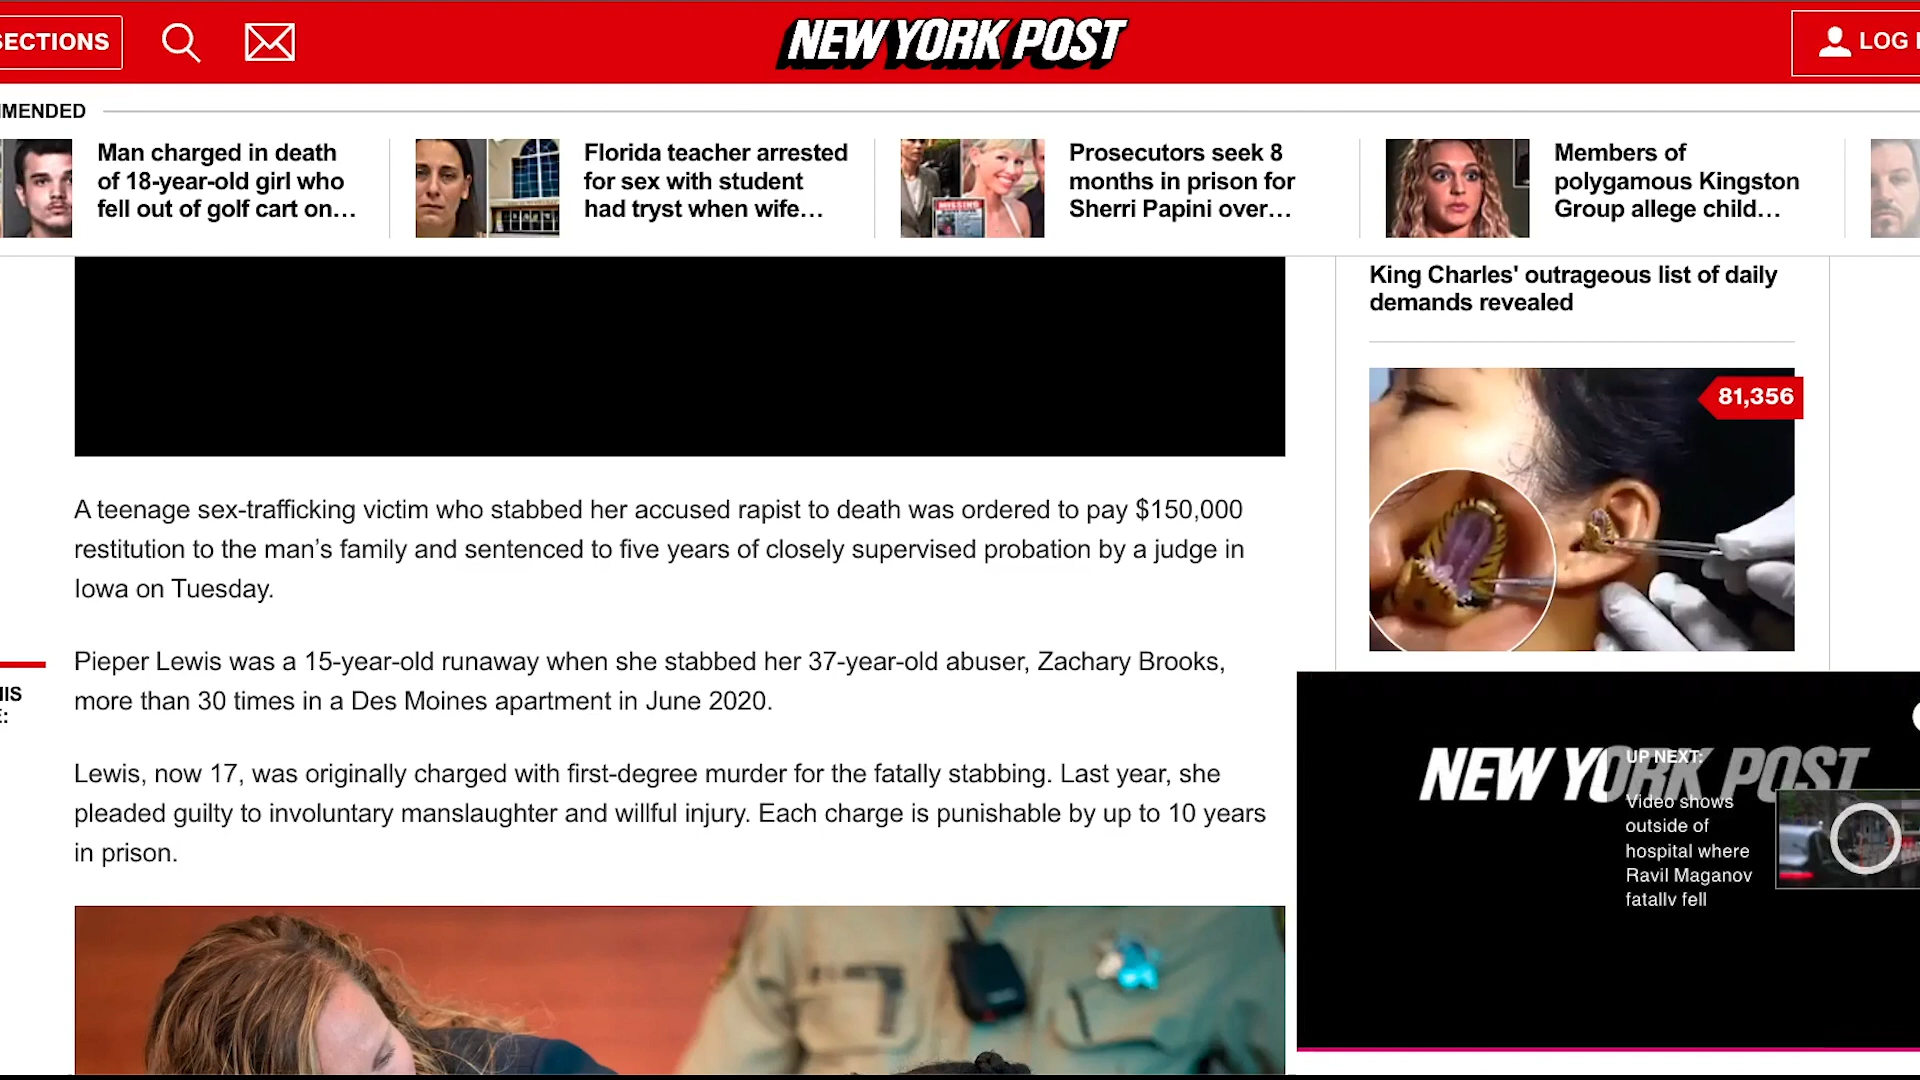 SECTIONS
NEW YORK POST
LOG
MMENDED
Man charged in death
of 18-year-old girl who
fell out of golf cart on…
Florida teacher arrested
for sex with student
had tryst when wife…
MISSING
Prosecutors seek 8
months in prison for
Sherri Papini over…
Members of
polygamous Kingston
Group allege child…
King Charles' outrageous list of daily
demands revealed
81,356
A teenage sex-trafficking victim who stabbed her accused rapist to death was ordered to pay $150,000
restitution to the man’s family and sentenced to five years of closely supervised probation by a judge in
Iowa on Tuesday.
Pieper Lewis was a 15-year-old runaway when she stabbed her 37-year-old abuser, Zachary Brooks,
more than 30 times in a Des Moines apartment in June 2020.
HIS
E:
Lewis, now 17, was originally charged with first-degree murder for the fatally stabbing. Last year, she
pleaded guilty to involuntary manslaughter and willful injury. Each charge is punishable by up to 10 years
in prison.
NEW YORK POST
UP NEXT:
Video shows
outside of
hospital where
Ravil Maganov
fatally fell